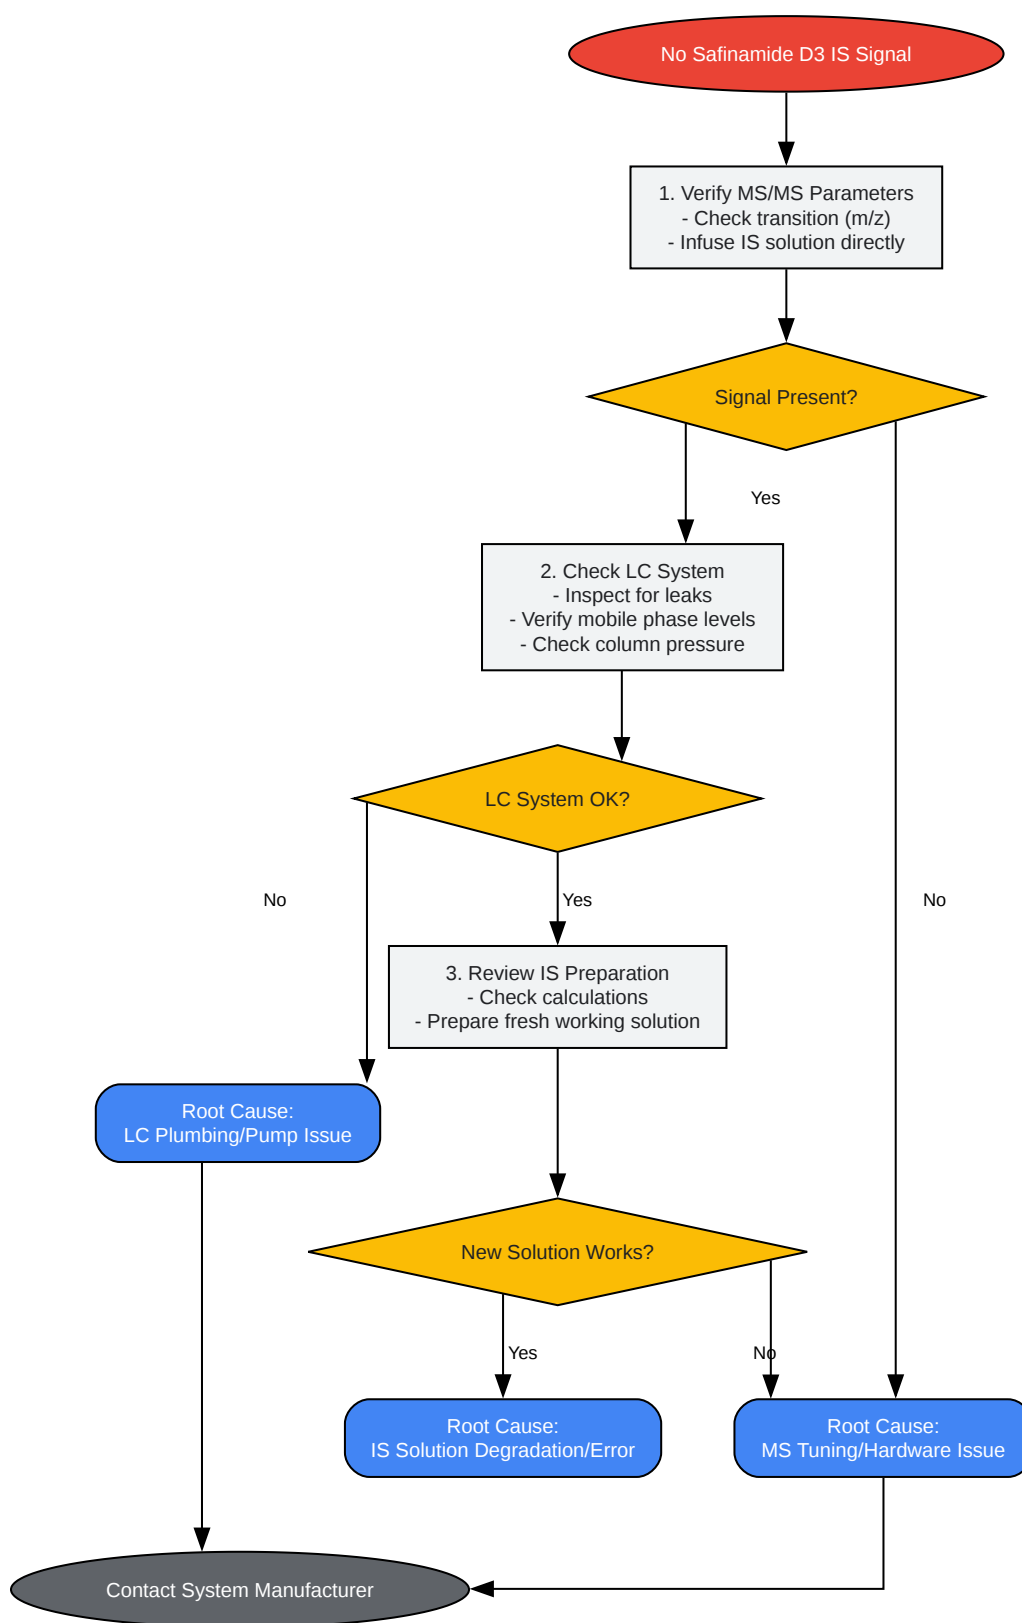 No Safinamide D3 IS Signal
1. Verify MS/MS Parameters
- Check transition (m/z)
- Infuse IS solution directly
Signal Present?
Yes
2. Check LC System
- Inspect for leaks
- Verify mobile phase levels
- Check column pressure
LC System OK?
No
Yes
No
3. Review IS Preparation
- Check calculations
- Prepare fresh working solution
Root Cause:
LC Plumbing/Pump Issue
New Solution Works?
Yes
No
Root Cause:
IS Solution Degradation/Error
Root Cause:
MS Tuning/Hardware Issue
Contact System Manufacturer